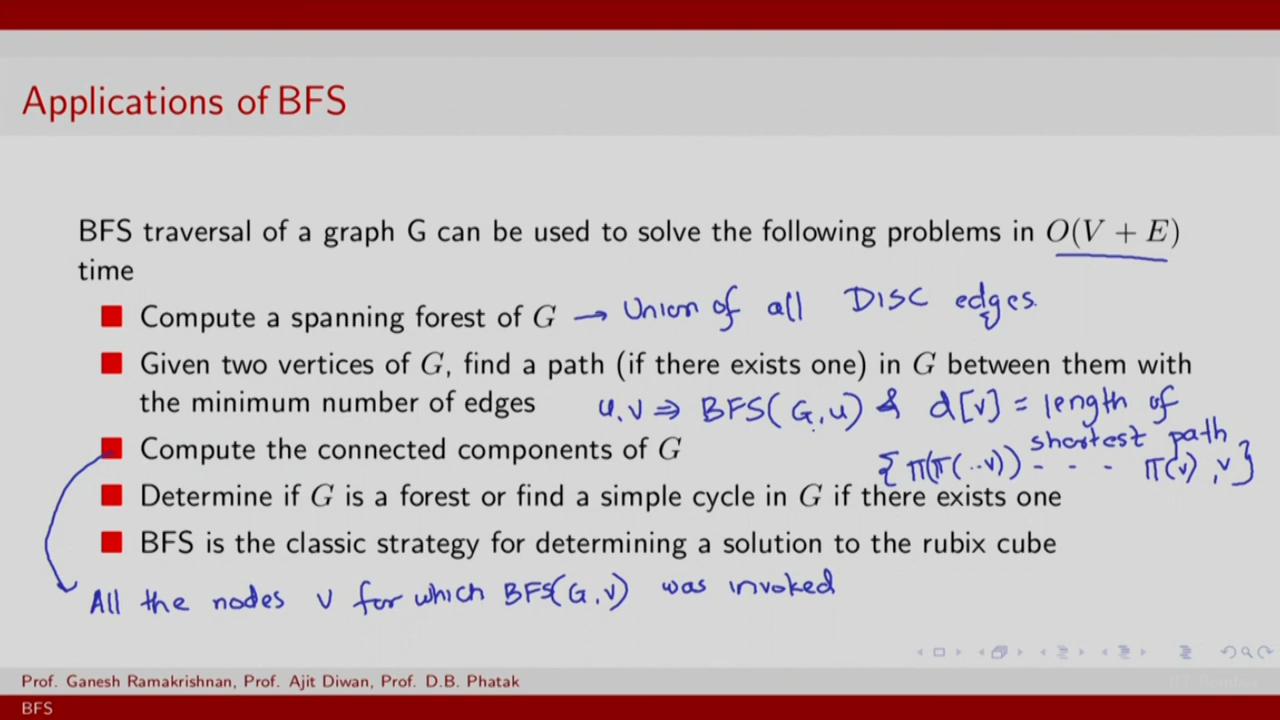 Applications of BFS
BFS traversal of a graph G can be used to solve the following problems in O(V + E)
time
Compute a spanning forest of G → Union of all DISC edges.
Given two vertices of G, find a path (if there exists one) in G between them with
the minimum number of edges u,v ⇒ BFS(G,u) & d[v] = length of
shortest path
Compute the connected components of G {π(π(..v)) - - - π(v),v}
Determine if G is a forest or find a simple cycle in G if there exists one
BFS is the classic strategy for determining a solution to the rubix cube
All the nodes v for which BFS(G,v) was invoked
Prof. Ganesh Ramakrishnan, Prof. Ajit Diwan, Prof. D.B. Phatak
BFS